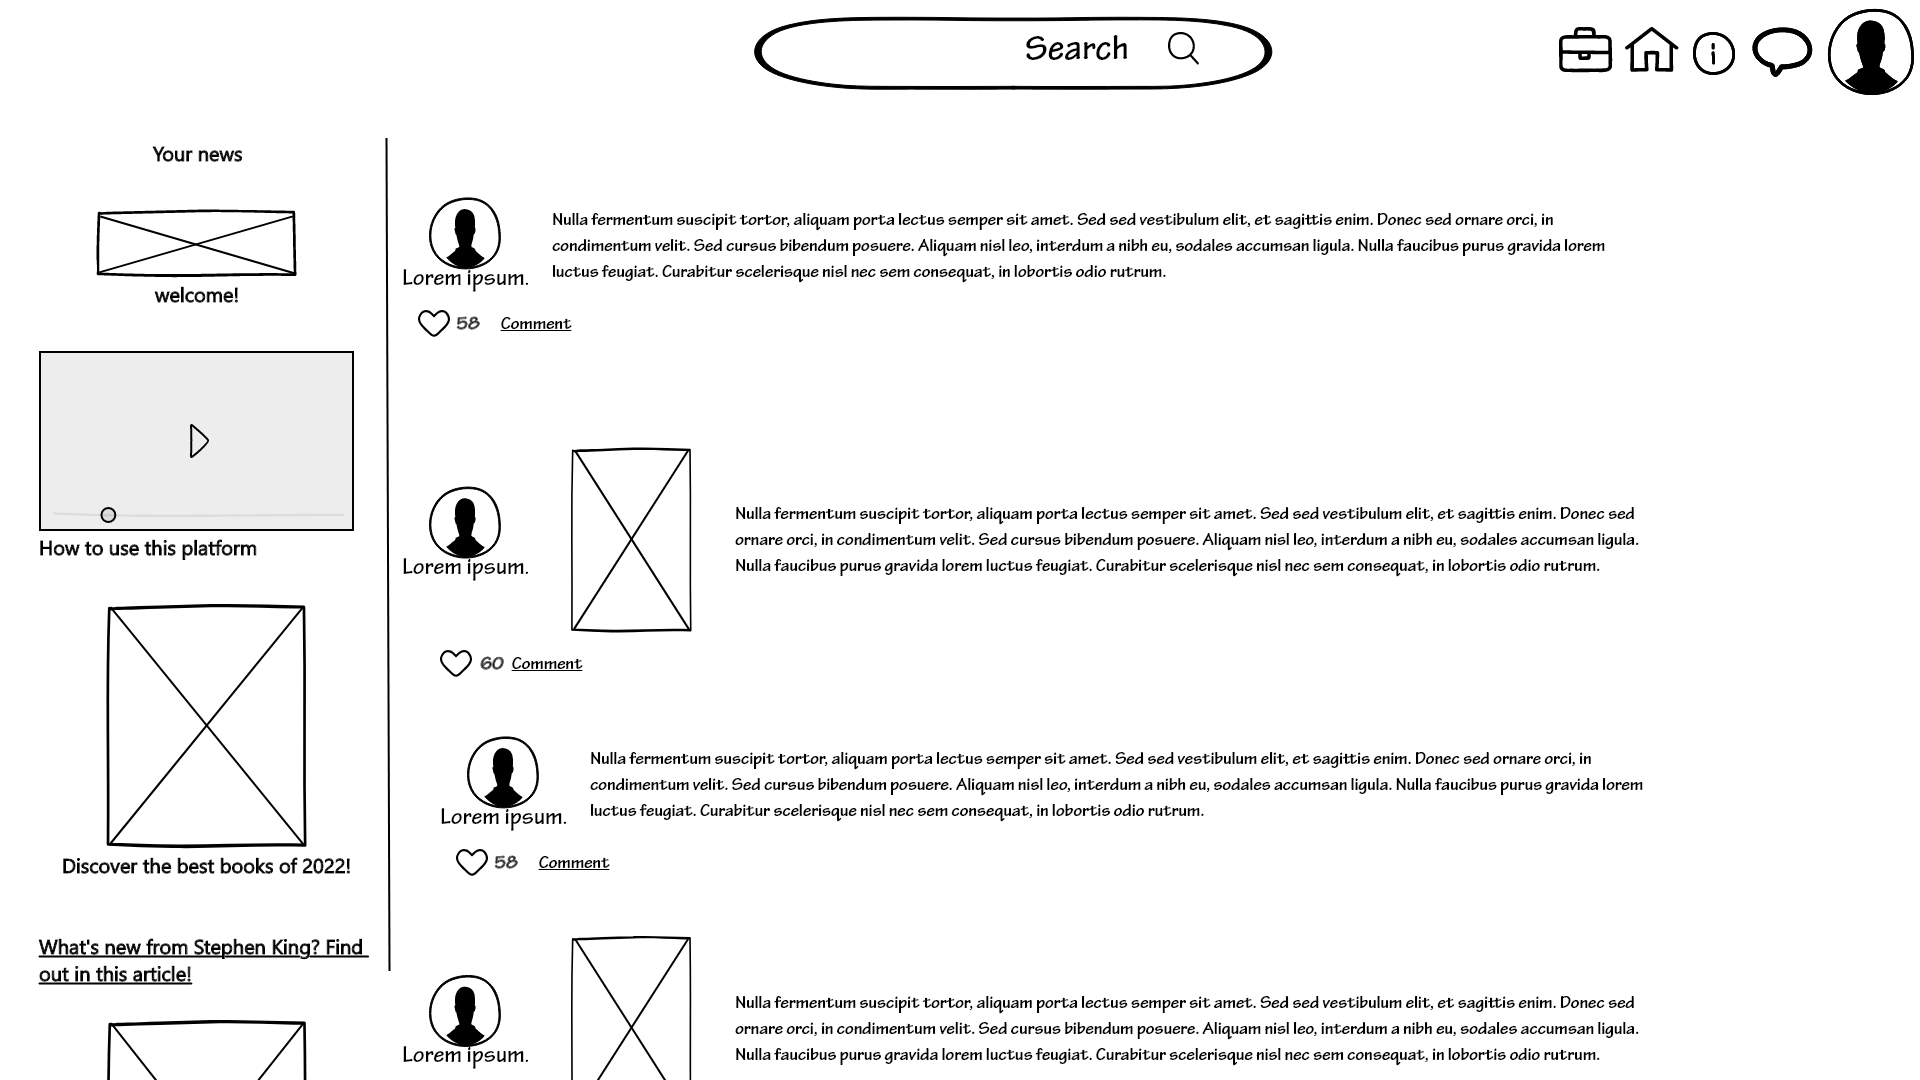 Search
Your news
welcome!
How to use this platform
Discover the best books of 2022!
What's new from Stephen King? Find
out in this article!
Lorem ipsum.
Nulla fermentum suscipit tortor, aliquam porta lectus semper sit amet. Sed sed vestibulum elit, et sagittis enim. Donec sed ornare orci, in
condimentum velit. Sed cursus bibendum posuere. Aliquam nisl leo, interdum a nibh eu, sodales accumsan ligula. Nulla faucibus purus gravida lorem
luctus feugiat. Curabitur scelerisque nisl nec sem consequat, in lobortis odio rutrum.
58 Comment
Lorem ipsum.
Nulla fermentum suscipit tortor, aliquam porta lectus semper sit amet. Sed sed vestibulum elit, et sagittis enim. Donec sed
ornare orci, in condimentum velit. Sed cursus bibendum posuere. Aliquam nisl leo, interdum a nibh eu, sodales accumsan ligula.
Nulla faucibus purus gravida lorem luctus feugiat. Curabitur scelerisque nisl nec sem consequat, in lobortis odio rutrum.
60 Comment
Lorem ipsum.
Nulla fermentum suscipit tortor, aliquam porta lectus semper sit amet. Sed sed vestibulum elit, et sagittis enim. Donec sed ornare orci, in
condimentum velit. Sed cursus bibendum posuere. Aliquam nisl leo, interdum a nibh eu, sodales accumsan ligula. Nulla faucibus purus gravida lorem
luctus feugiat. Curabitur scelerisque nisl nec sem consequat, in lobortis odio rutrum.
58 Comment
Lorem ipsum.
Nulla fermentum suscipit tortor, aliquam porta lectus semper sit amet. Sed sed vestibulum elit, et sagittis enim. Donec sed
ornare orci, in condimentum velit. Sed cursus bibendum posuere. Aliquam nisl leo, interdum a nibh eu, sodales accumsan ligula.
Nulla faucibus purus gravida lorem luctus feugiat. Curabitur scelerisque nisl nec sem consequat, in lobortis odio rutrum.